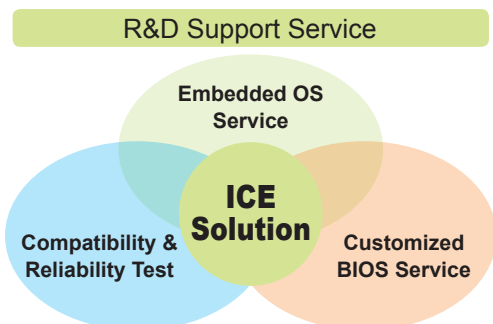 R&D Support Service
Embedded OS
Service
ICE
Solution
Compatibility &
Reliability Test
Customized
BIOS Service